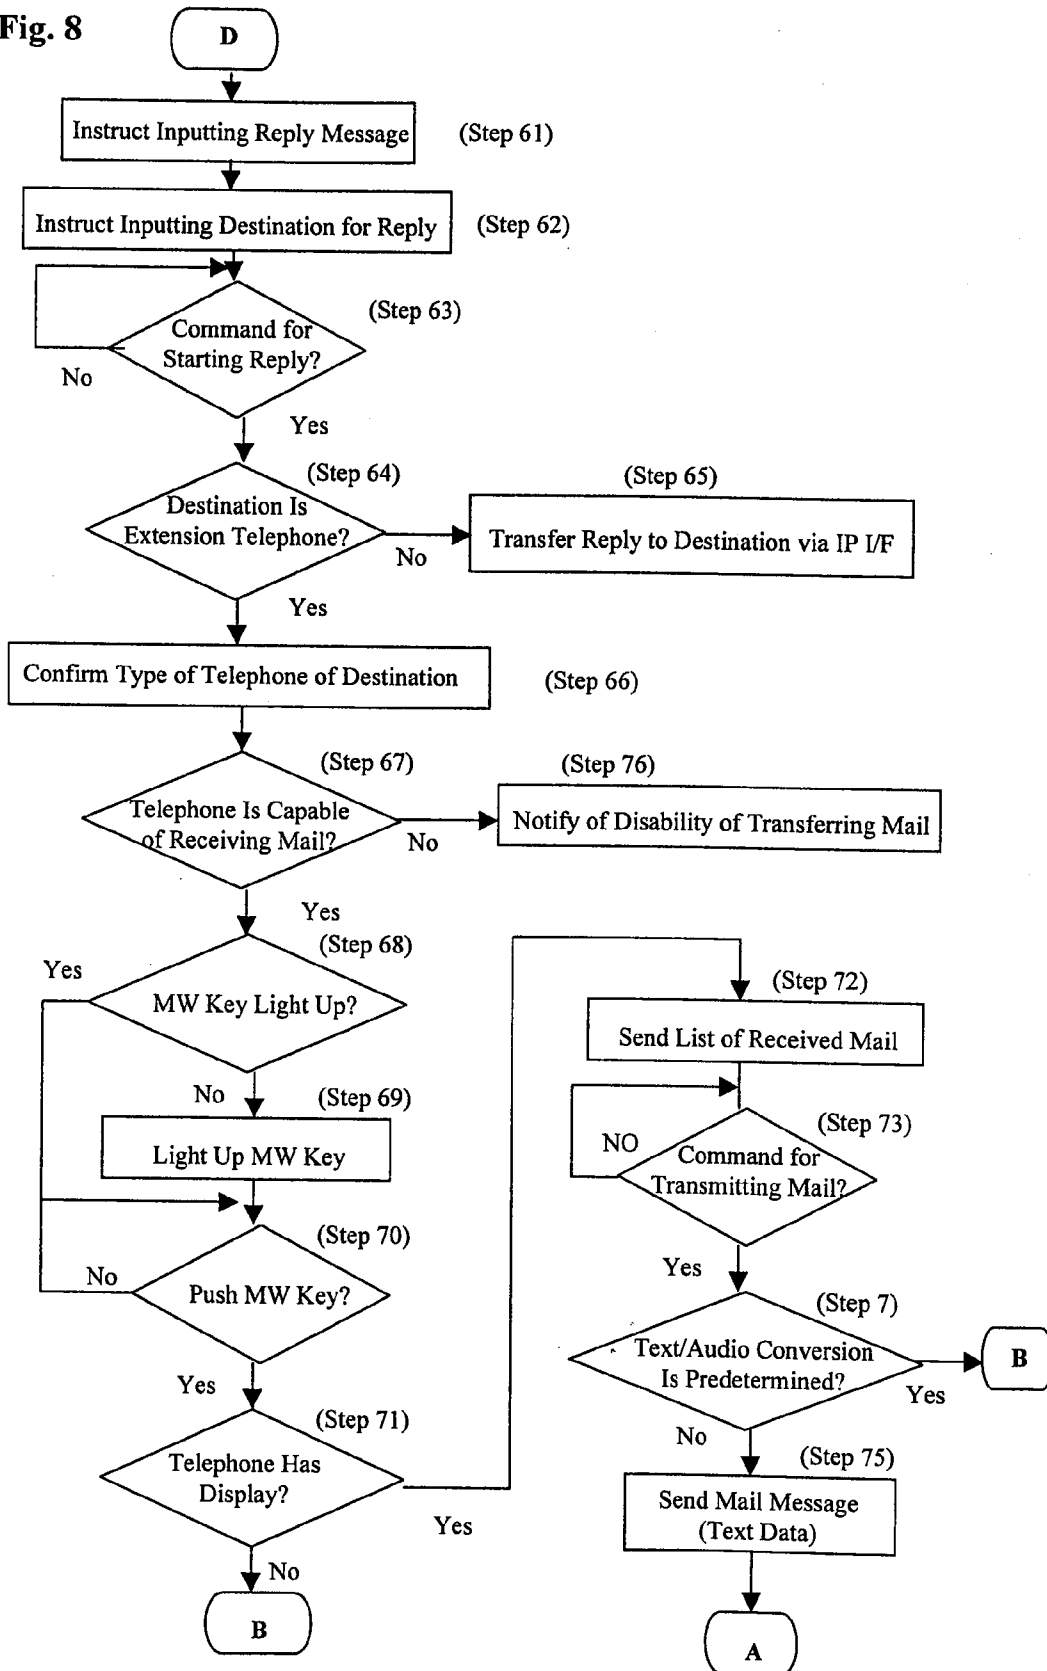 Fig. 8
D
Instruct Inputting Reply Message
(Step 61)
Instruct Inputting Destination for Reply
(Step 62)
(Step 63)
Command for
Starting Reply?
No
Yes
(Step 64)
Destination Is
Extension Telephone?
No
(Step 65)
Transfer Reply to Destination via IP I/F
Yes
Confirm Type of Telephone of Destination
(Step 66)
(Step 67)
Telephone Is Capable
of Receiving Mail?
No
(Step 76)
Notify of Disability of Transferring Mail
Yes
(Step 68)
Yes
MW Key Light Up?
No
(Step 69)
Light Up MW Key
(Step 70)
No
Push MW Key?
Yes
(Step 71)
Telephone Has
Display?
Yes
No
B
(Step 72)
Send List of Received Mail
(Step 73)
NO
Command for
Transmitting Mail?
Yes
(Step 7)
Text/Audio Conversion
Is Predetermined?
Yes
B
No
(Step 75)
Send Mail Message
(Text Data)
A